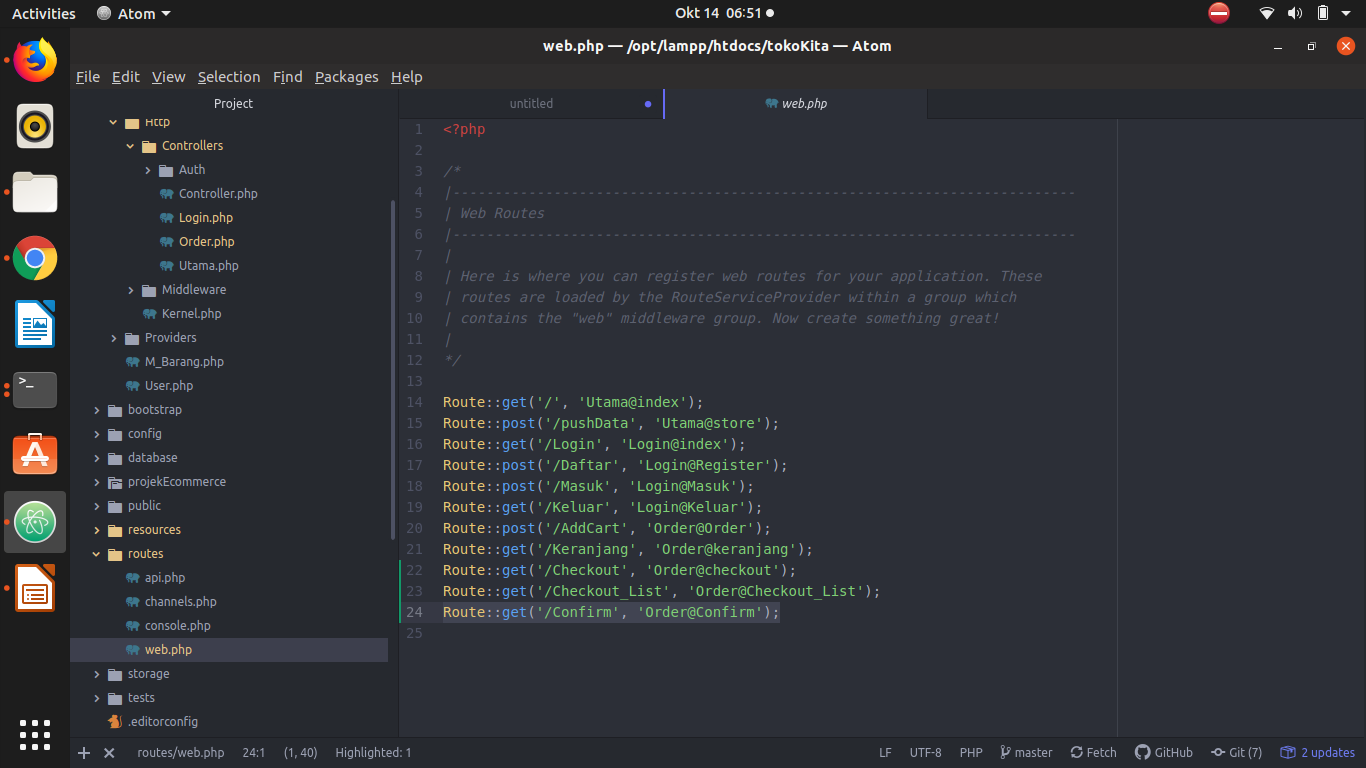 Activities
Atom
Okt 14 06:51
web.php — /opt/lampp/htdocs/tokoKita — Atom
File Edit View Selection Find Packages Help
Project
Http
Controllers
Auth
Controller.php
Login.php
Order.php
Utama.php
Middleware
Kernel.php
Providers
M_Barang.php
User.php
bootstrap
config
database
projekEcommerce
public
resources
routes
api.php
channels.php
console.php
web.php
storage
tests
.editorconfig
untitled
web.php
1 <?php
2
3 /*
4 |--------------------------------------------------------------------------
5 | Web Routes
6 |--------------------------------------------------------------------------
7 |
8 | Here is where you can register web routes for your application. These
9 | routes are loaded by the RouteServiceProvider within a group which
10 | contains the "web" middleware group. Now create something great!
11 |
12 */
13
14 Route::get('/', 'Utama@index');
15 Route::post('/pushData', 'Utama@store');
16 Route::get('/Login', 'Login@index');
17 Route::post('/Daftar', 'Login@Register');
18 Route::post('/Masuk', 'Login@Masuk');
19 Route::get('/Keluar', 'Login@Keluar');
20 Route::post('/AddCart', 'Order@Order');
21 Route::get('/Keranjang', 'Order@keranjang');
22 Route::get('/Checkout', 'Order@checkout');
23 Route::get('/Checkout_List', 'Order@Checkout_List');
24 Route::get('/Confirm', 'Order@Confirm');
25
routes/web.php 24:1 (1, 40) Highlighted: 1
LF UTF-8 PHP master Fetch GitHub Git (7) 2 updates